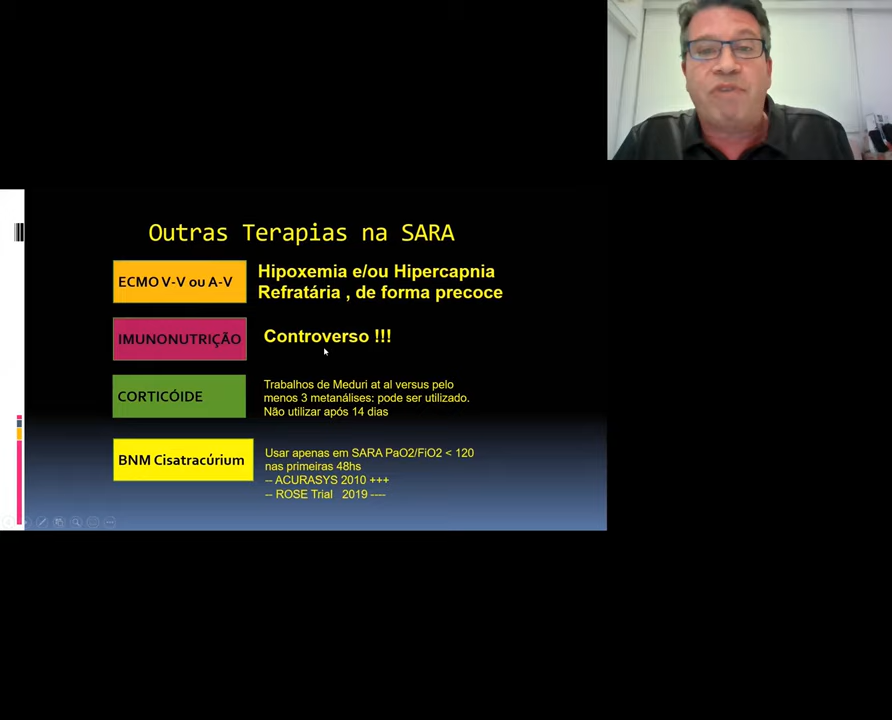 Outras Terapias na SARA
ECMO V-V ou A-V
Hipoxemia e/ou Hipercapnia
Refratária , de forma precoce
IMUNONUTRIÇÃO
Controverso !!!
CORTICÓIDE
Trabalhos de Meduri at al versus pelo
menos 3 metanálises: pode ser utilizado.
Não utilizar após 14 dias
BNM Cisatracúrium
Usar apenas em SARA PaO2/FiO2 < 120
nas primeiras 48hs
-- ACURASYS 2010 +++
-- ROSE Trial 2019 ----